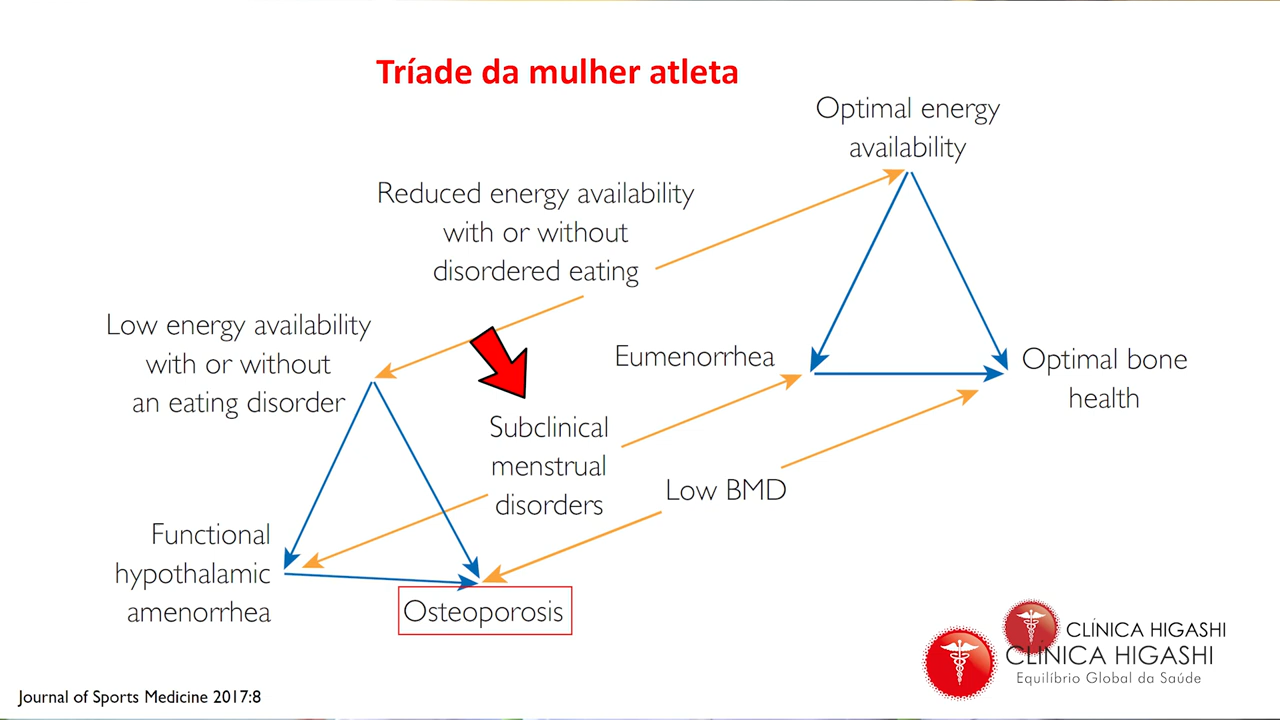 Tríade da mulher atleta
Optimal energy
availability
Reduced energy availability
with or without
disordered eating
Low energy availability
with or without
an eating disorder
Eumenorrhea
Optimal bone
health
Subclinical
menstrual
disorders
Low BMD
Functional
hypothalamic
amenorrhea
Osteoporosis
CLÍNICA HIGASHI
CLÍNICA HIGASHI
Equilíbrio Global da Saúde
Journal of Sports Medicine 2017:8